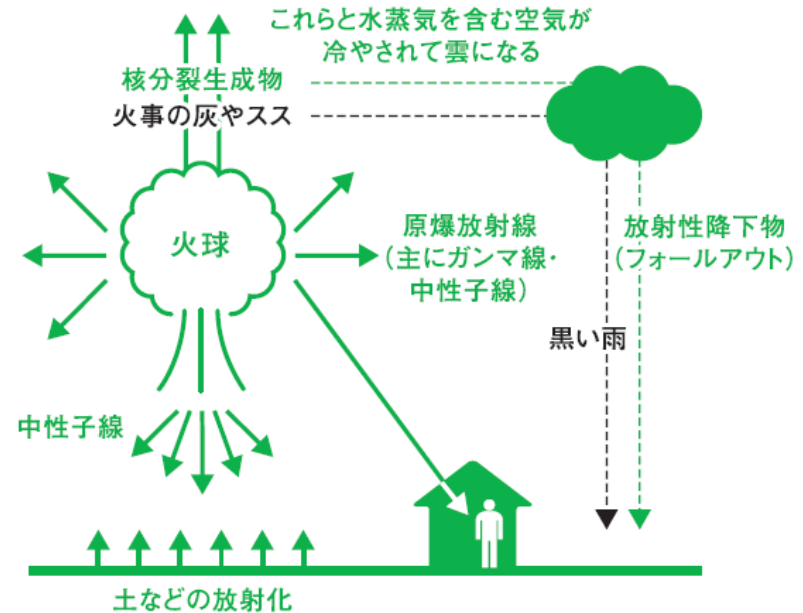 これらと水蒸気を含む空気が
冷やされて雲になる
核分裂生成物
火事の灰やスス
火球
原爆放射線
(主にガンマ線・
中性子線)
放射性降下物
(フォールアウト)
黒い雨
中性子線
土などの放射化